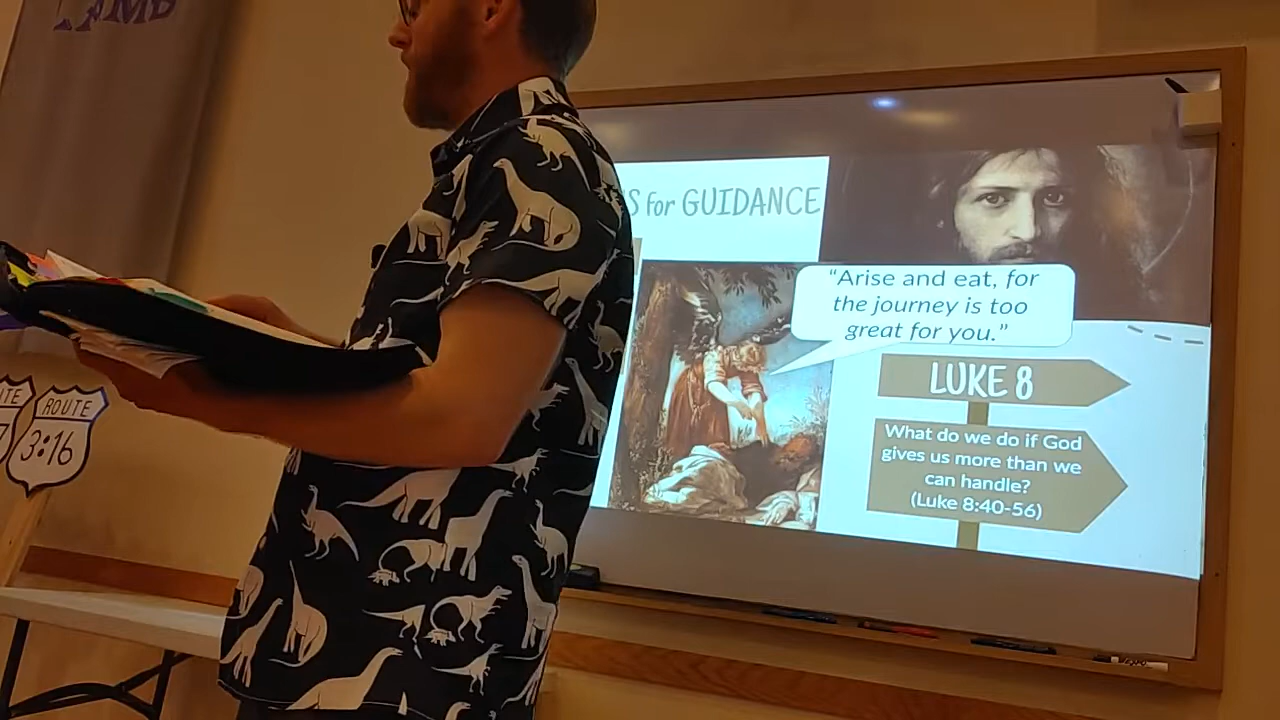 LAMB
S for GUIDANCE
"Arise and eat, for
the journey is too
great for you."
LUKE 8
What do we do if God
gives us more than we
can handle?
(Luke 8:40-56)
ROUTE
3:16